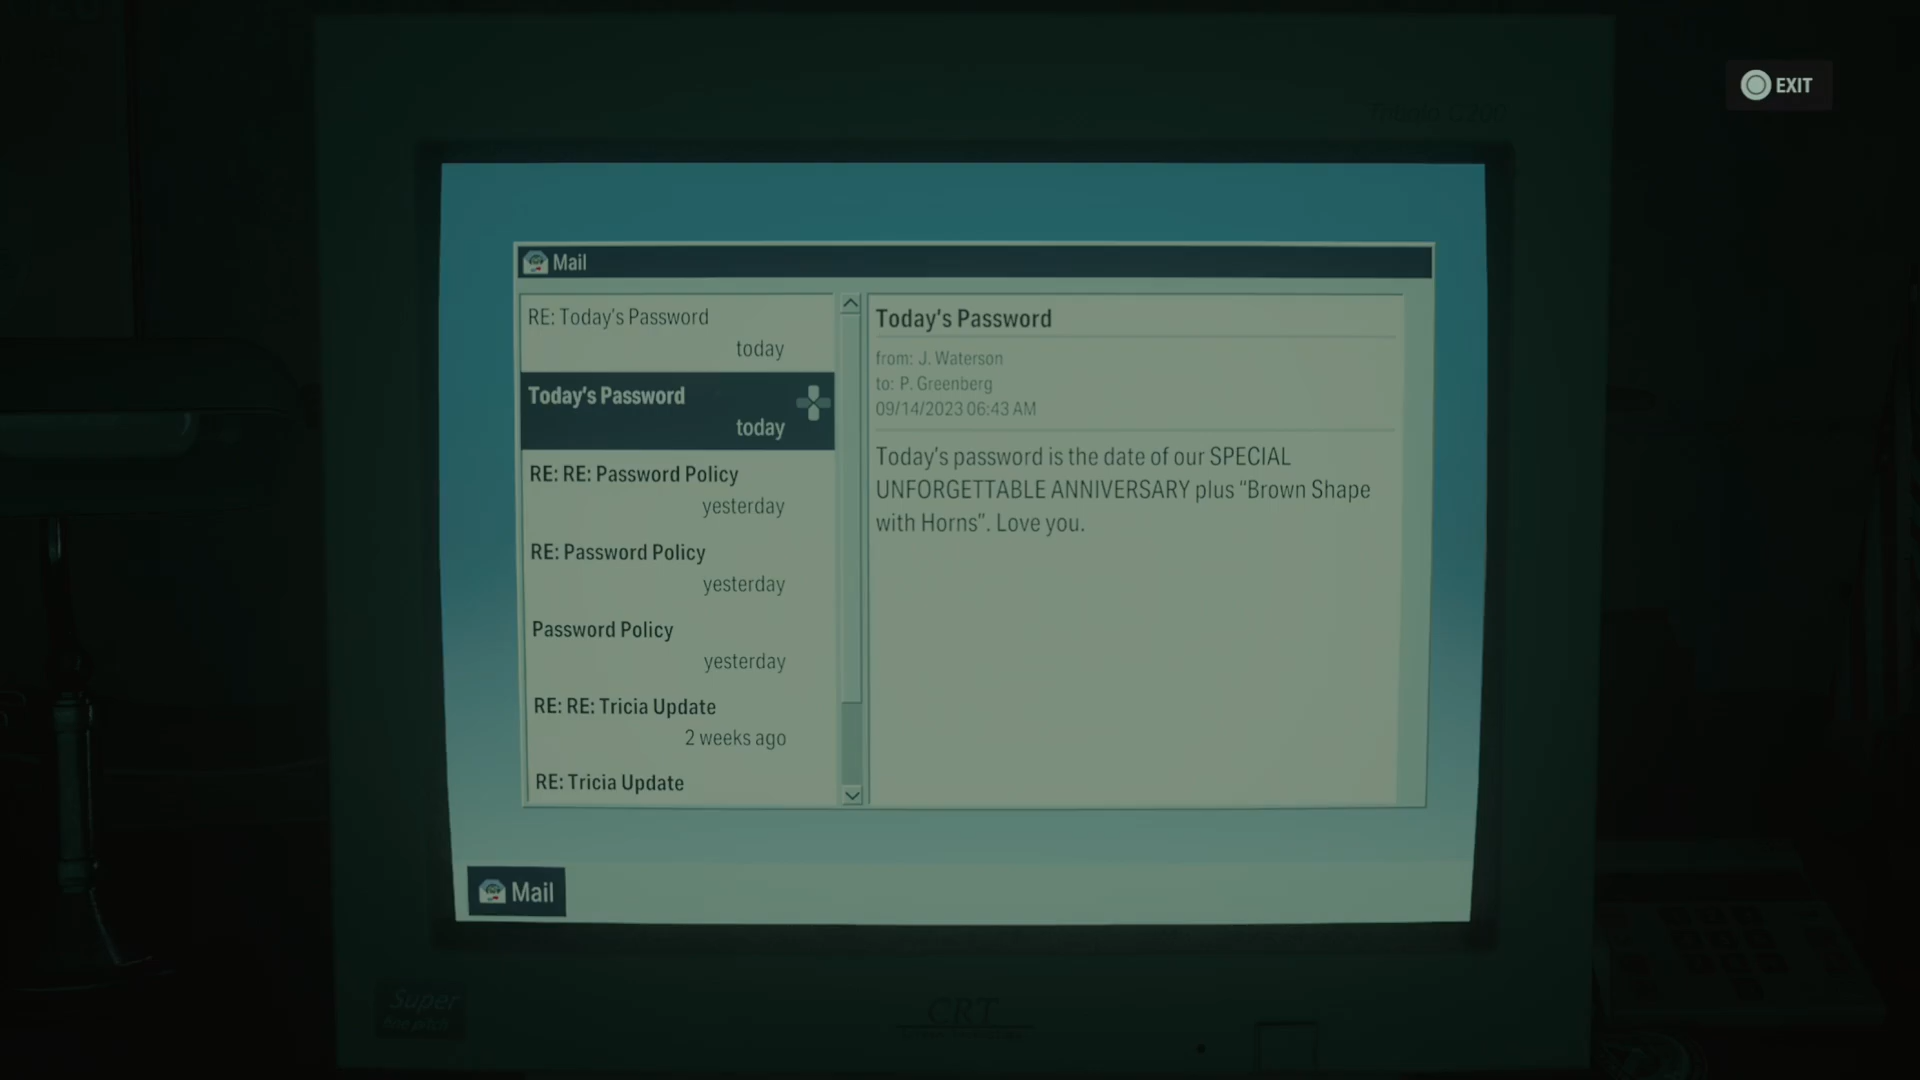 EXIT
Mail
RE: Today's Password
today
Today's Password
today
RE: RE: Password Policy
yesterday
RE: Password Policy
yesterday
Password Policy
yesterday
RE: RE: Tricia Update
2 weeks ago
RE: Tricia Update
Today's Password
from: J. Waterson
to: P. Greenberg
09/14/2023 06:43 AM
Today's password is the date of our SPECIAL
UNFORGETTABLE ANNIVERSARY plus “Brown Shape
with Horns”. Love you.
Mail
Super
fine pitch
CRT